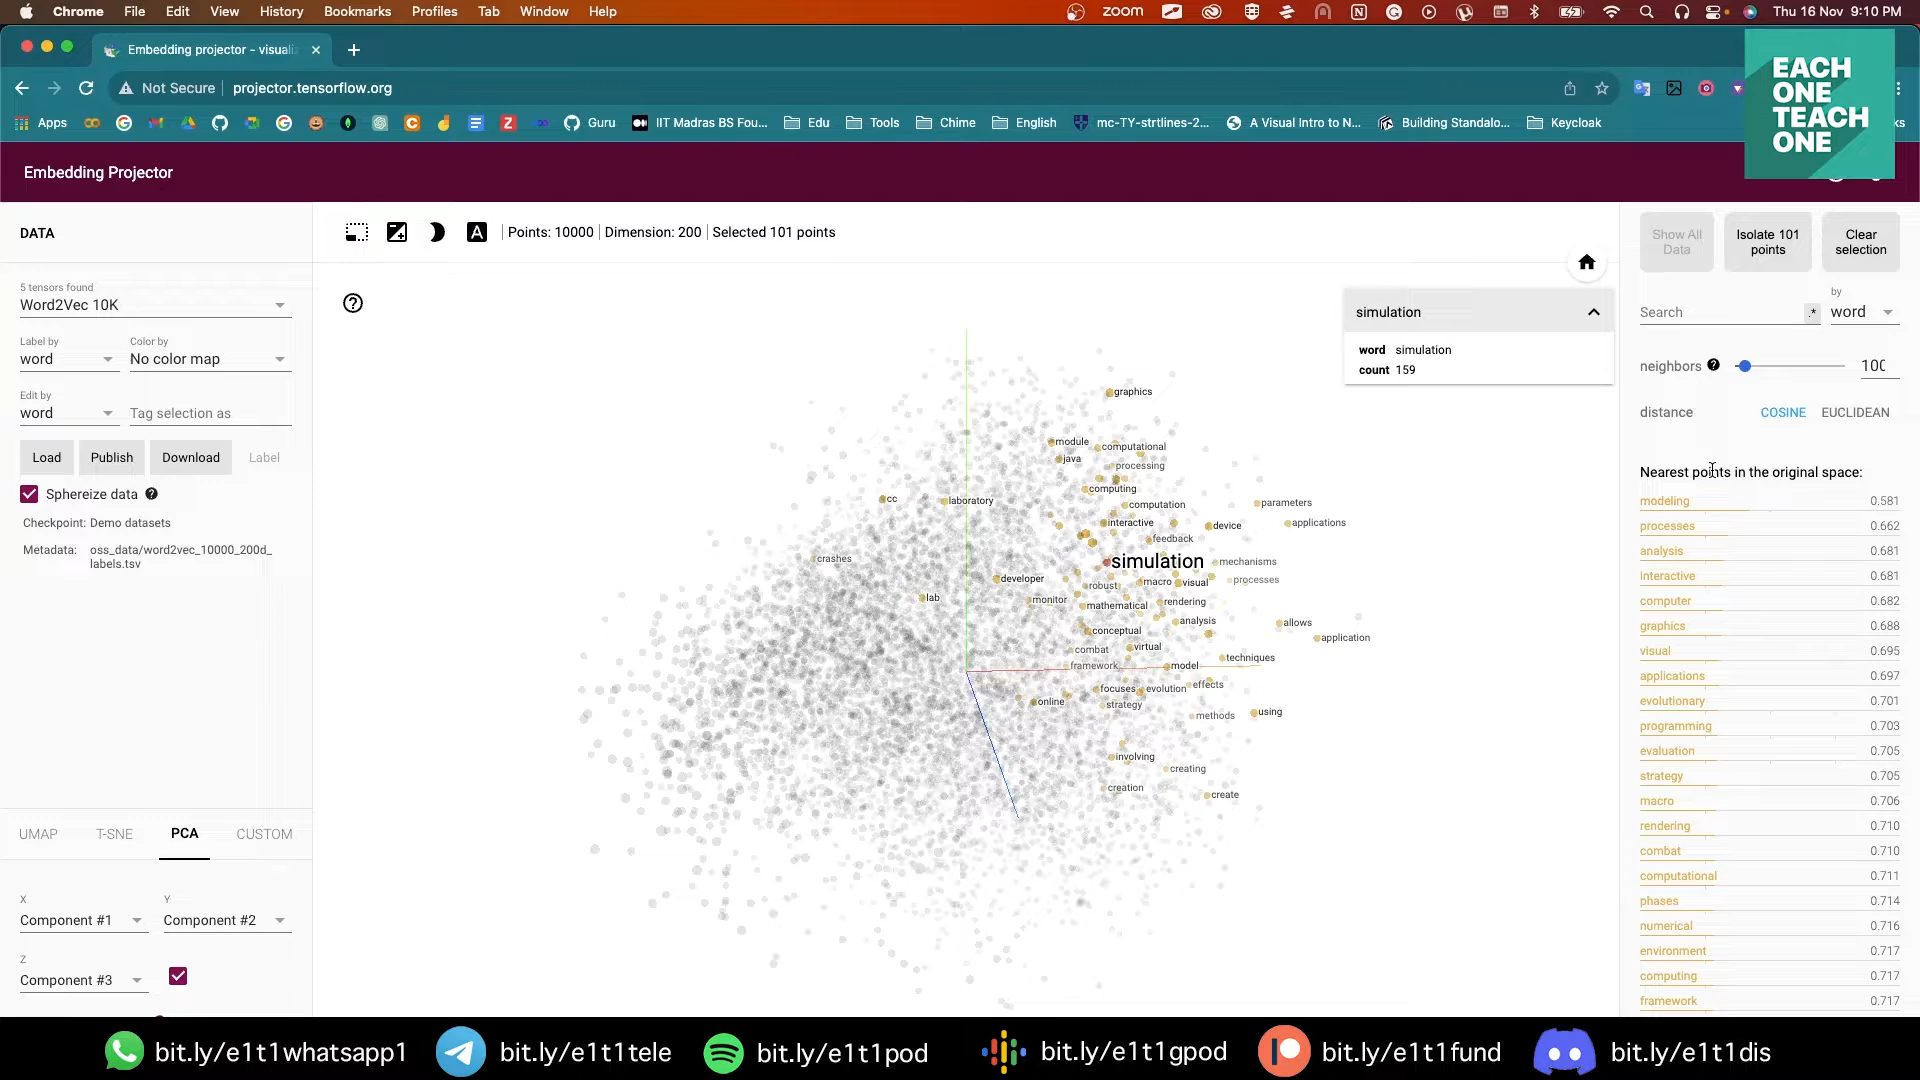 Chrome File Edit View History Bookmarks Profiles Tab Window Help zoom Thu 16 Nov 9:10 PM
Embedding projector - visuali
Not Secure projector.tensorflow.org
Apps Guru IIT Madras BS Fou... Edu Tools Chime English mc-TY-strtlines-2... A Visual Intro to N... Building Standalo... Keycloak
EACH
ONE
TEACH
ONE
Embedding Projector
DATA
5 tensors found
Word2Vec 10K
Label by Color by
word No color map
Edit by
word Tag selection as
Load Publish Download Label
Sphereize data
Checkpoint: Demo datasets
Metadata: oss_data/word2vec_10000_200d_
labels.tsv
UMAP T-SNE PCA CUSTOM
X Y
Component #1 Component #2
Z
Component #3
A Points: 10000 Dimension: 200 Selected 101 points
simulation
word simulation
count 159
graphics
module computational
java processing
computing
cc laboratory computation parameters
interactive device applications
feedback
crashes simulation mechanisms
developer robust macro visual processes
lab monitor mathematical rendering
conceptual analysis allows
combat virtual application
framework model techniques
focuses evolution effects
online strategy methods using
involving creating
creation create
Show All Data Isolate 101 points Clear selection
Search .* by word
neighbors 100
distance COSINE EUCLIDEAN
Nearest points in the original space:
modeling 0.581
processes 0.662
analysis 0.681
interactive 0.681
computer 0.682
graphics 0.688
visual 0.695
applications 0.697
evolutionary 0.701
programming 0.703
evaluation 0.705
strategy 0.705
macro 0.706
rendering 0.710
combat 0.710
computational 0.711
phases 0.714
numerical 0.716
environment 0.717
computing 0.717
framework 0.717
bit.ly/e1t1whatsapp1 bit.ly/e1t1tele bit.ly/e1t1pod bit.ly/e1t1gpod bit.ly/e1t1fund bit.ly/e1t1dis